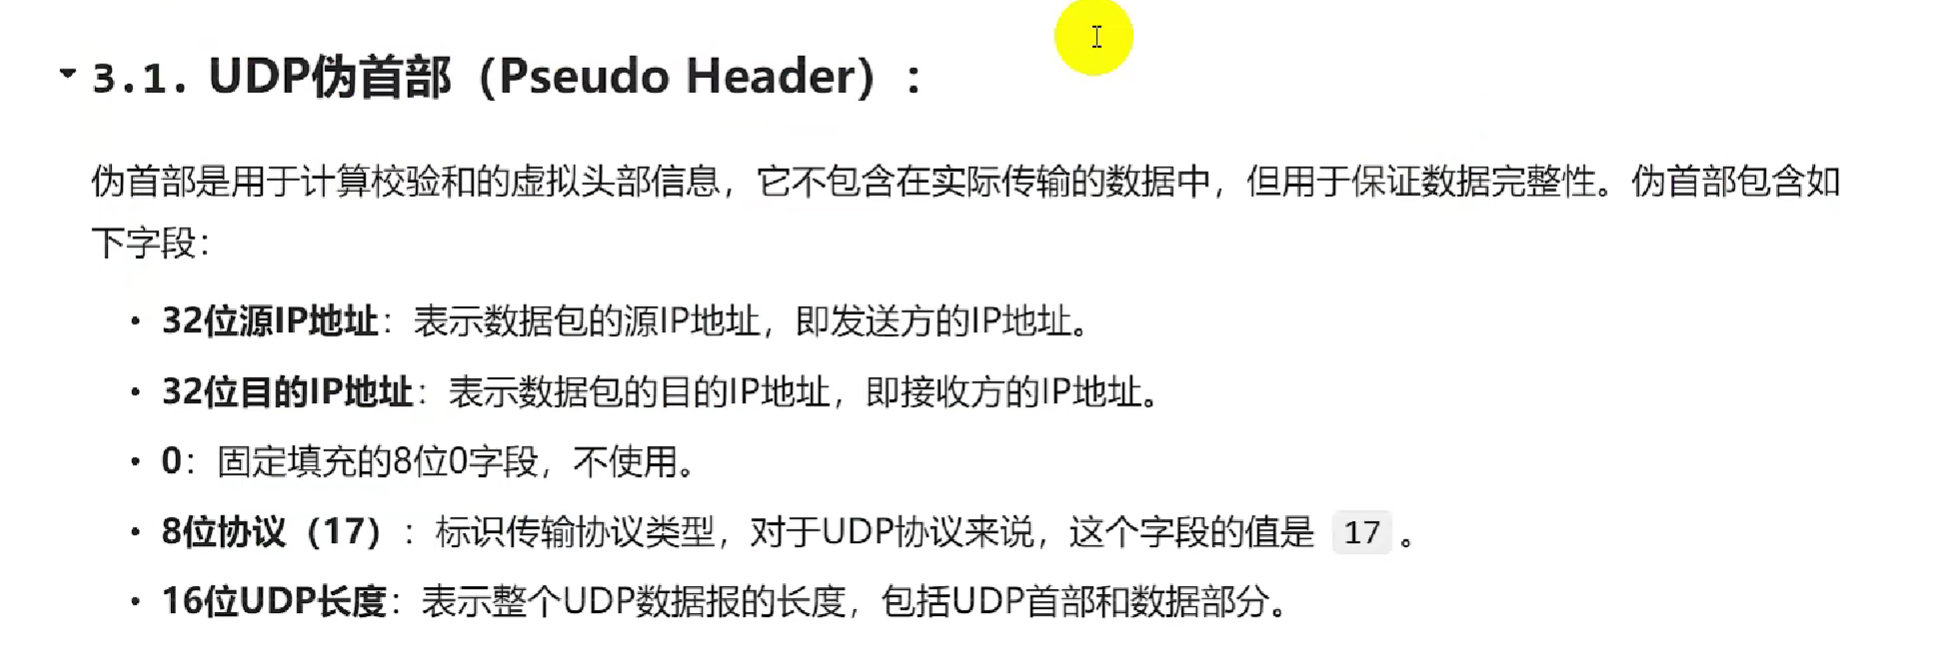 3.1. UDP伪首部（Pseudo Header）：
伪首部是用于计算校验和的虚拟头部信息，它不包含在实际传输的数据中，但用于保证数据完整性。伪首部包含如
下字段：
• 32位源IP地址：表示数据包的源IP地址，即发送方的IP地址。
• 32位目的IP地址：表示数据包的目的IP地址，即接收方的IP地址。
• 0：固定填充的8位0字段，不使用。
• 8位协议（17）：标识传输协议类型，对于UDP协议来说，这个字段的值是 17 。
• 16位UDP长度：表示整个UDP数据报的长度，包括UDP首部和数据部分。